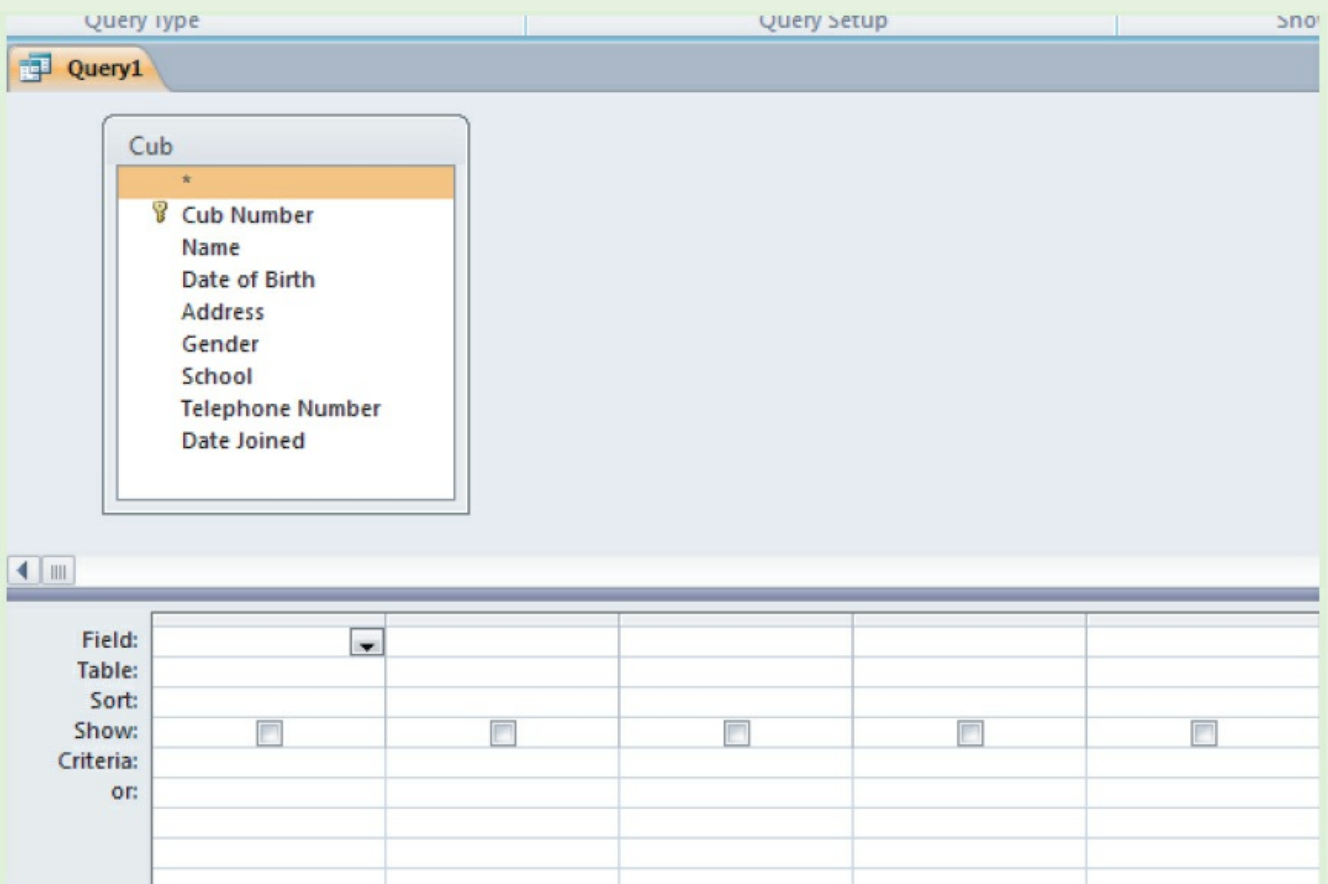 Query Type Query Setup Show
Query1
Cub
*
Cub Number
Name
Date of Birth
Address
Gender
School
Telephone Number
Date Joined
Field:
Table:
Sort:
Show:
Criteria:
or: